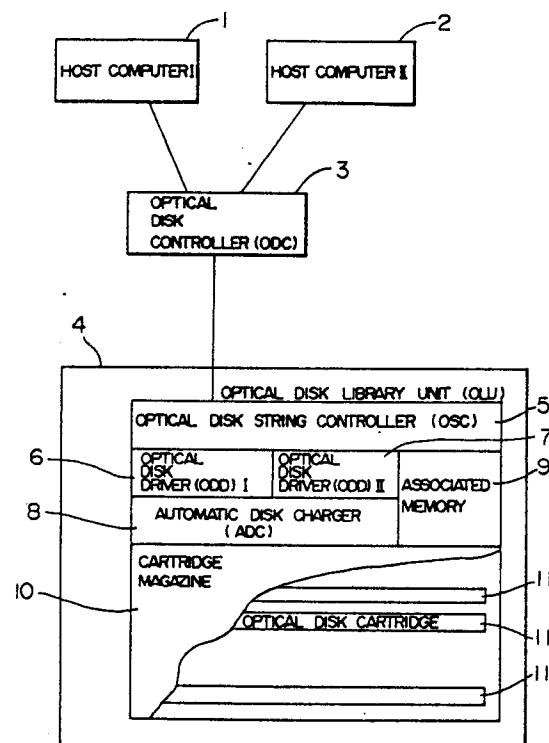 1
2
HOST COMPUTER I
HOST COMPUTER II
3
OPTICAL
DISK
CONTROLLER (ODC)
4
OPTICAL DISK LIBRARY UNIT (OLU)
5
OPTICAL DISK STRING CONTROLLER (OSC)
7
6
OPTICAL
DISK
DRIVER (ODD) I
OPTICAL
DISK
DRIVER (ODD) II
9
ASSOCIATED
MEMORY
8
AUTOMATIC DISK CHARGER
(ADC)
CARTRIDGE
MAGAZINE
10
11
OPTICAL DISK CARTRIDGE
11
11